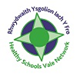 Rhwydwaith Ysgolion Iach Y Fro
Healthy Schools Vale Network